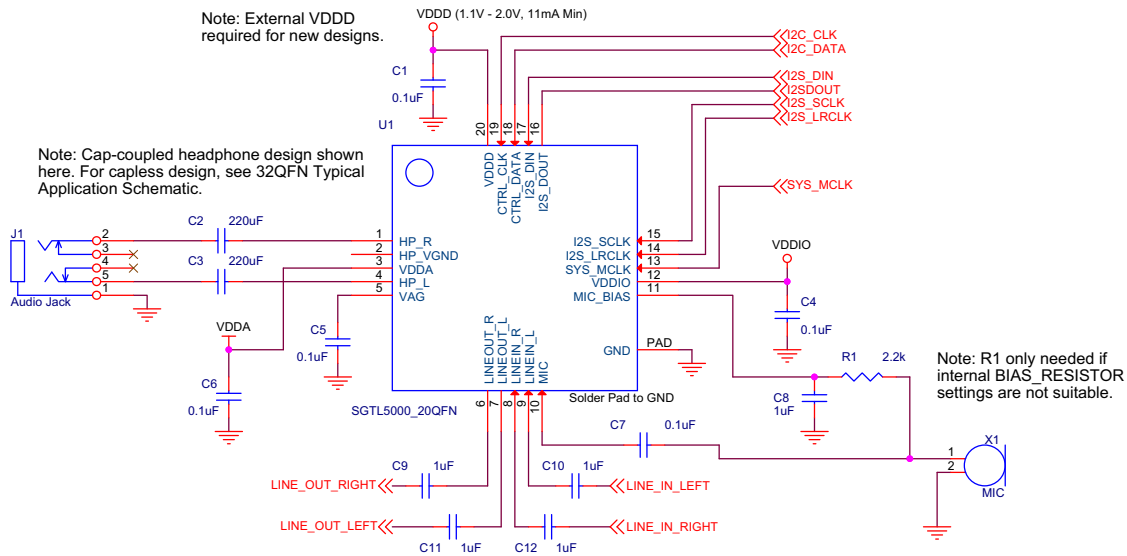 Note: External VDDD
required for new designs.
VDDD (1.1V - 2.0V, 11mA Min)
I2C_CLK
I2C_DATA
C1
0.1uF
I2S_DIN
I2SDOUT
I2S_SCLK
I2S_LRCLK
U1
20
19
18
17
16
VDDD
CTRL_CLK
CTRL_DATA
I2S_DIN
I2S_DOUT
Note: Cap-coupled headphone design shown
here. For capless design, see 32QFN Typical
Application Schematic.
SYS_MCLK
J1
2
3
4
5
1
Audio Jack
C2
220uF
C3
220uF
1
2
3
4
5
HP_R
HP_VGND
VDDA
HP_L
VAG
I2S_SCLK
I2S_LRCLK
SYS_MCLK
VDDIO
MIC_BIAS
15
14
13
12
11
VDDIO
C4
0.1uF
VDDA
C5
0.1uF
C6
0.1uF
GND
PAD
R1
2.2k
Note: R1 only needed if
internal BIAS_RESISTOR
settings are not suitable.
LINEOUT_R
LINEOUT_L
LINEIN_R
LINEIN_L
MIC
6
7
8
9
10
C8
1uF
Solder Pad to GND
SGTL5000_20QFN
C7
0.1uF
X1
1
2
MIC
C9
1uF
C10
1uF
LINE_OUT_RIGHT
LINE_IN_LEFT
LINE_OUT_LEFT
LINE_IN_RIGHT
C11
1uF
C12
1uF